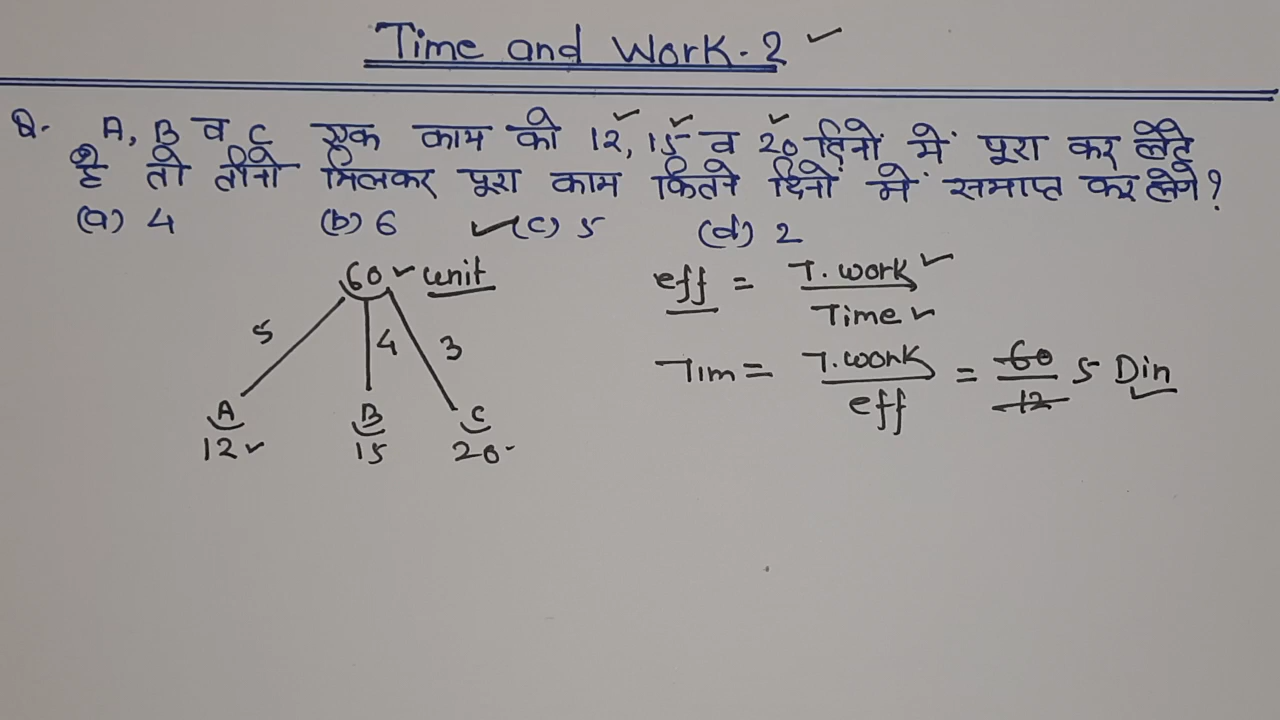 Time and Work-2
Q. A, B व C एक काम को 12, 15 व 20 दिनों में पूरा कर लेते
है तो तीनो मिलकर पूरा काम कितने दिनों में समाप्त कर लेगे?
(a) 4 (b) 6 (c) 5 (d) 2
60 unit
5 4 3
A B C
12 15 20
eff = T. work / Time
Tim = T.work / eff = 60 / 12 5 Din